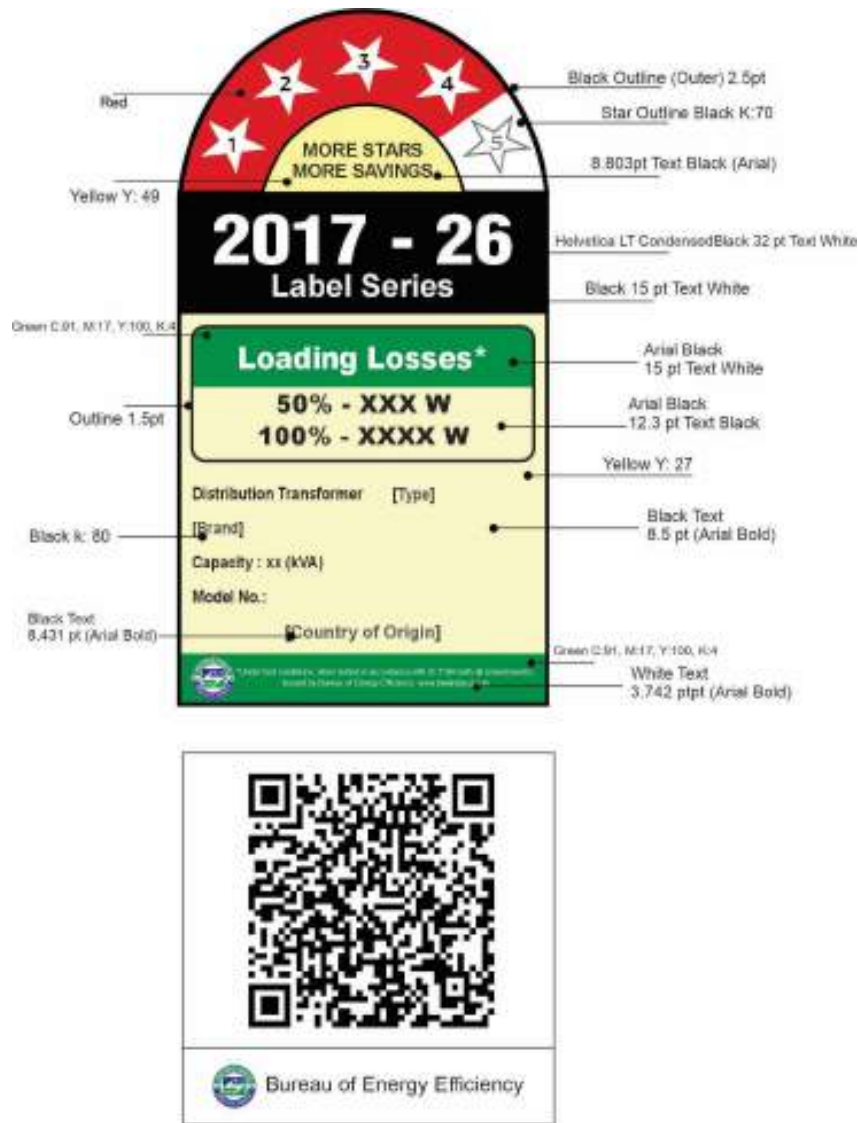 1
2
3
4
5
MORE STARS
MORE SAVINGS
2017 - 26
Label Series
Loading Losses*
50% - XXX W
100% - XXXX W
Distribution Transformer [Type]
[Brand]
Capacity : xx (kVA)
Model No.:
[Country of Origin]
Red
Yellow Y: 49
Green C:91, M:17, Y:100, K:4
Outline 1.5pt
Black k: 80
Black Text
8.431 pt (Arial Bold)
Black Outline (Outer) 2.5pt
Star Outline Black K:70
8.803pt Text Black (Arial)
Helvetica LT CondensedBlack 32 pt Text White
Black 15 pt Text White
Arial Black
15 pt Text White
Arial Black
12.3 pt Text Black
Yellow Y: 27
Black Text
8.5 pt (Arial Bold)
Green C:91, M:17, Y:100, K:4
White Text
3.742 ptpt (Arial Bold)
Bureau of Energy Efficiency